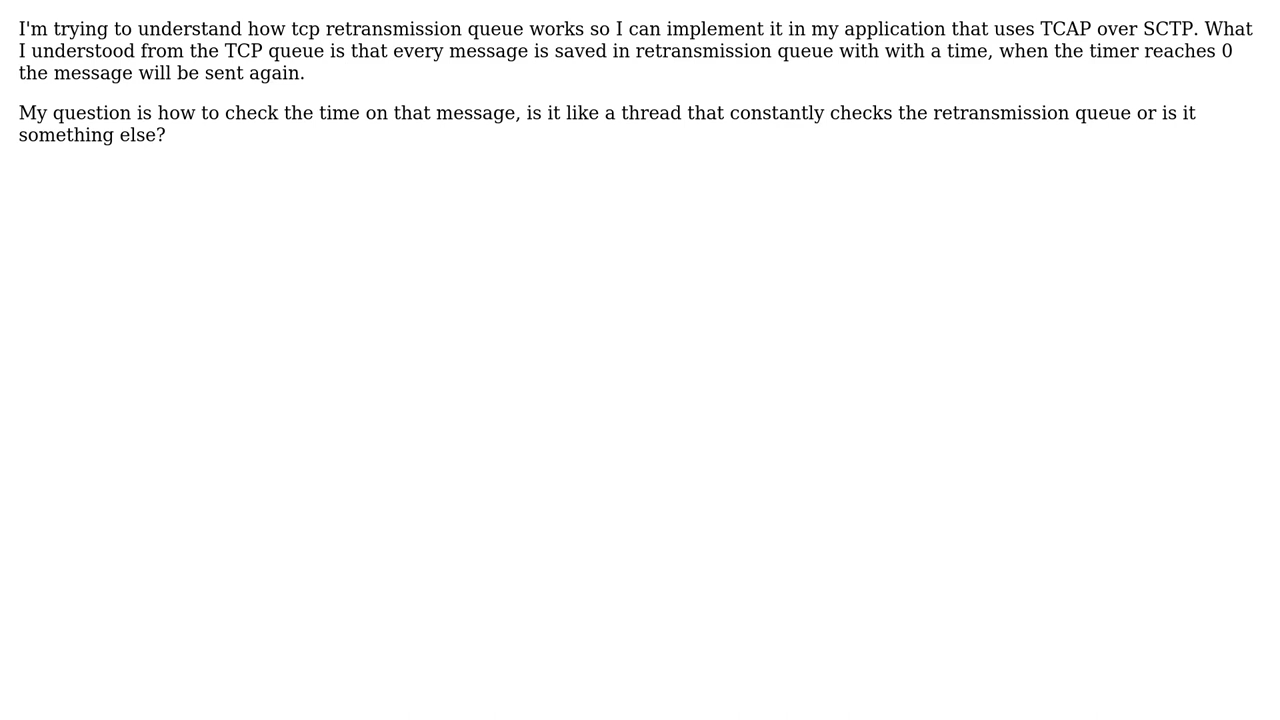 I'm trying to understand how tcp retransmission queue works so I can implement it in my application that uses TCAP over SCTP. What
I understood from the TCP queue is that every message is saved in retransmission queue with with a time, when the timer reaches 0
the message will be sent again.
My question is how to check the time on that message, is it like a thread that constantly checks the retransmission queue or is it
something else?